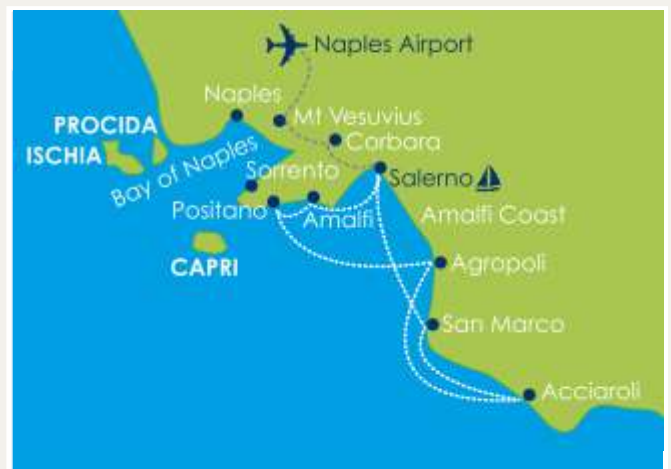 Naples Airport
Naples
Mt Vesuvius
PROCIDA
Corbara
ISCHIA
Bay of Naples
Sorrento
Salerno
Positano
Amalfi
Amalfi Coast
CAPRI
Agropoli
San Marco
Acciaroli